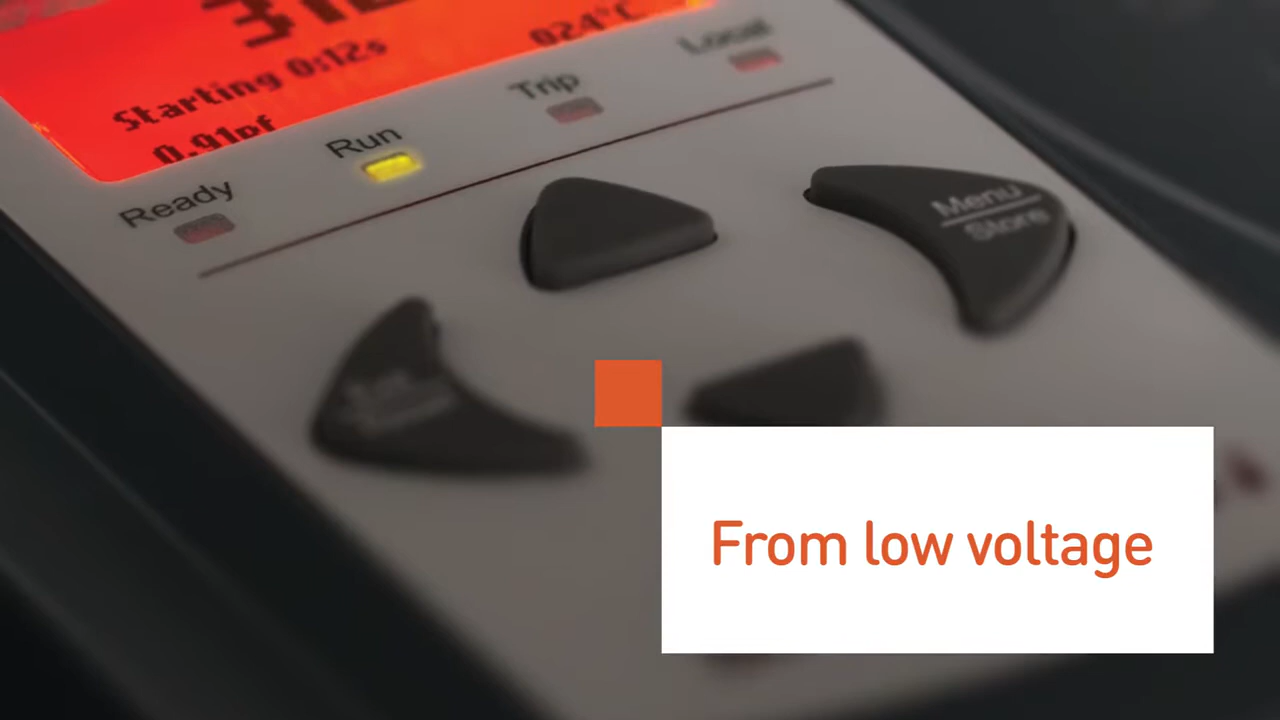 Starting 0:12s
024°C
Local
0.91pf
Trip
Run
Ready
Menu
Store
From low voltage